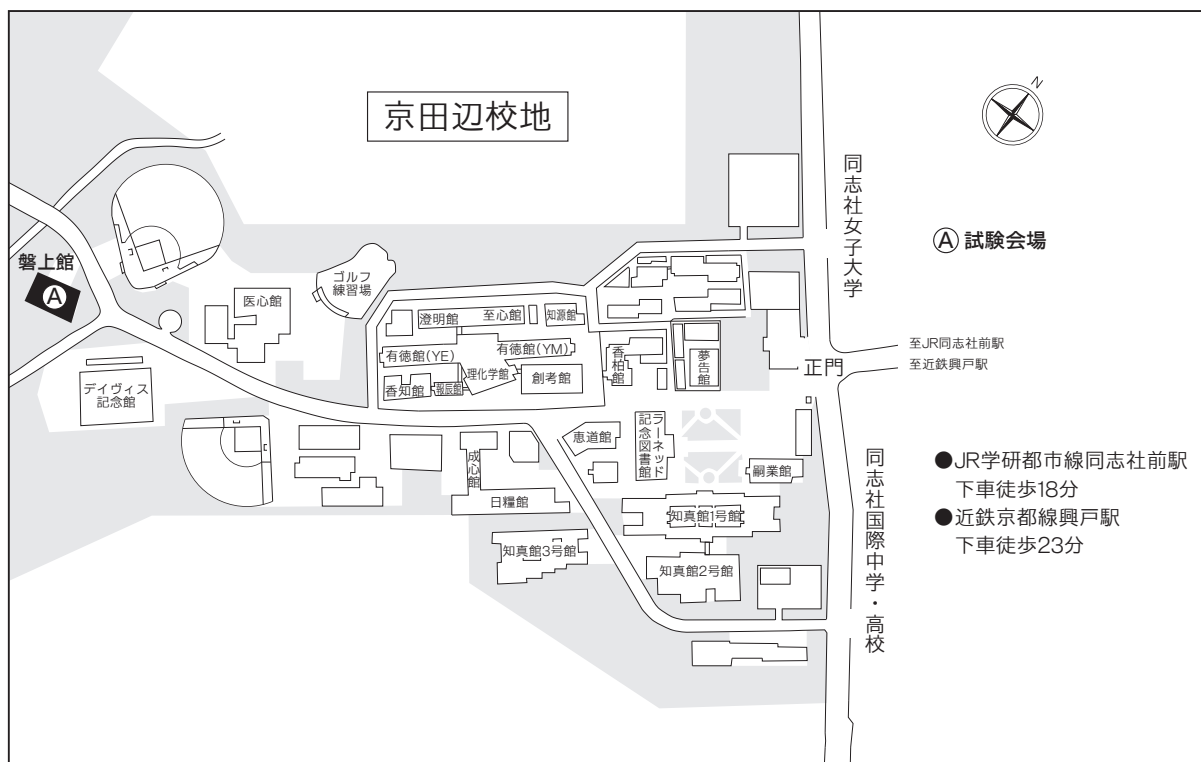 京田辺校地
N
同志社女子大学
Ⓐ 試験会場
磐上館
A
医心館
ゴルフ
練習場
澄明館
至心館
知源館
有徳館(YE)
有徳館(YM)
理化学館
香知館
報辰館
創考館
香柏館
夢告館
正門
至JR同志社前駅
至近鉄興戸駅
デイヴィス
記念館
恵道館
ラーネッド
記念図書館
嗣業館
成心館
日糧館
知真館1号館
知真館2号館
知真館3号館
同志社国際中学・高校
●JR学研都市線同志社前駅
下車徒歩18分
●近鉄京都線興戸駅
下車徒歩23分